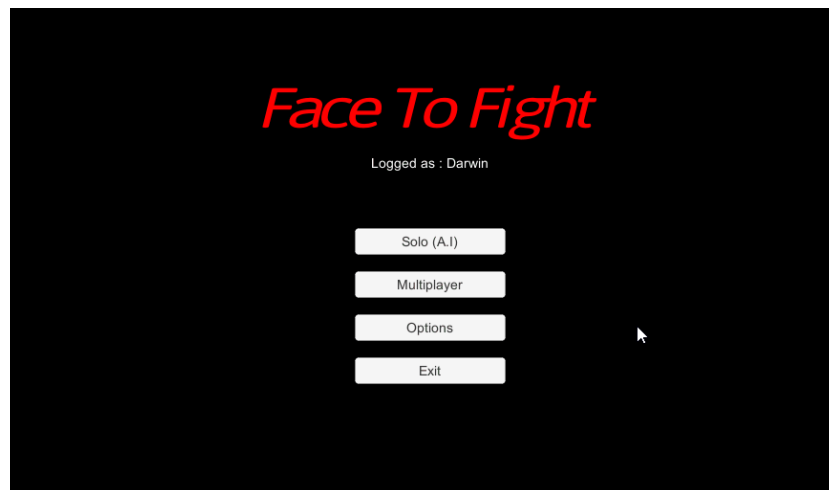 Face To Fight
Logged as : Darwin
Solo (A.I)
Multiplayer
Options
Exit